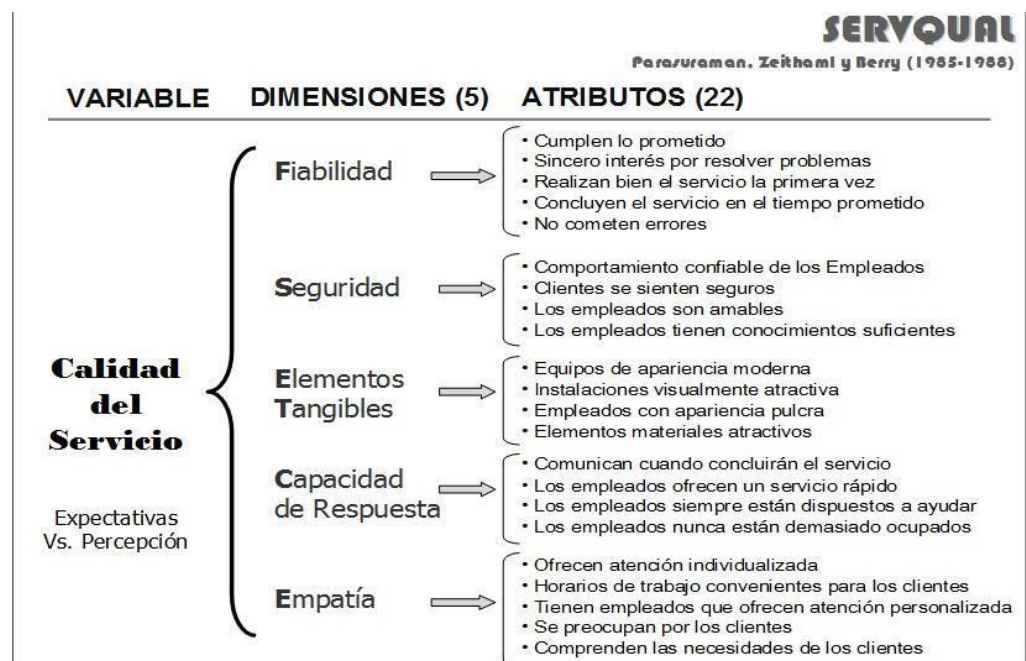 SERVQUAL
Parasuraman, Zeithaml y Berry (1985-1988)
VARIABLE DIMENSIONES (5) ATRIBUTOS (22)
Calidad
del
Servicio
Expectativas
Vs. Percepción
Fiabilidad
• Cumplen lo prometido
• Sincero interés por resolver problemas
• Realizan bien el servicio la primera vez
• Concluyen el servicio en el tiempo prometido
• No cometen errores
Seguridad
• Comportamiento confiable de los Empleados
• Clientes se sienten seguros
• Los empleados son amables
• Los empleados tienen conocimientos suficientes
Elementos
Tangibles
• Equipos de apariencia moderna
• Instalaciones visualmente atractiva
• Empleados con apariencia pulcra
• Elementos materiales atractivos
Capacidad
de Respuesta
• Comunican cuando concluirán el servicio
• Los empleados ofrecen un servicio rápido
• Los empleados siempre están dispuestos a ayudar
• Los empleados nunca están demasiado ocupados
Empatía
• Ofrecen atención individualizada
• Horarios de trabajo convenientes para los clientes
• Tienen empleados que ofrecen atención personalizada
• Se preocupan por los clientes
• Comprenden las necesidades de los clientes